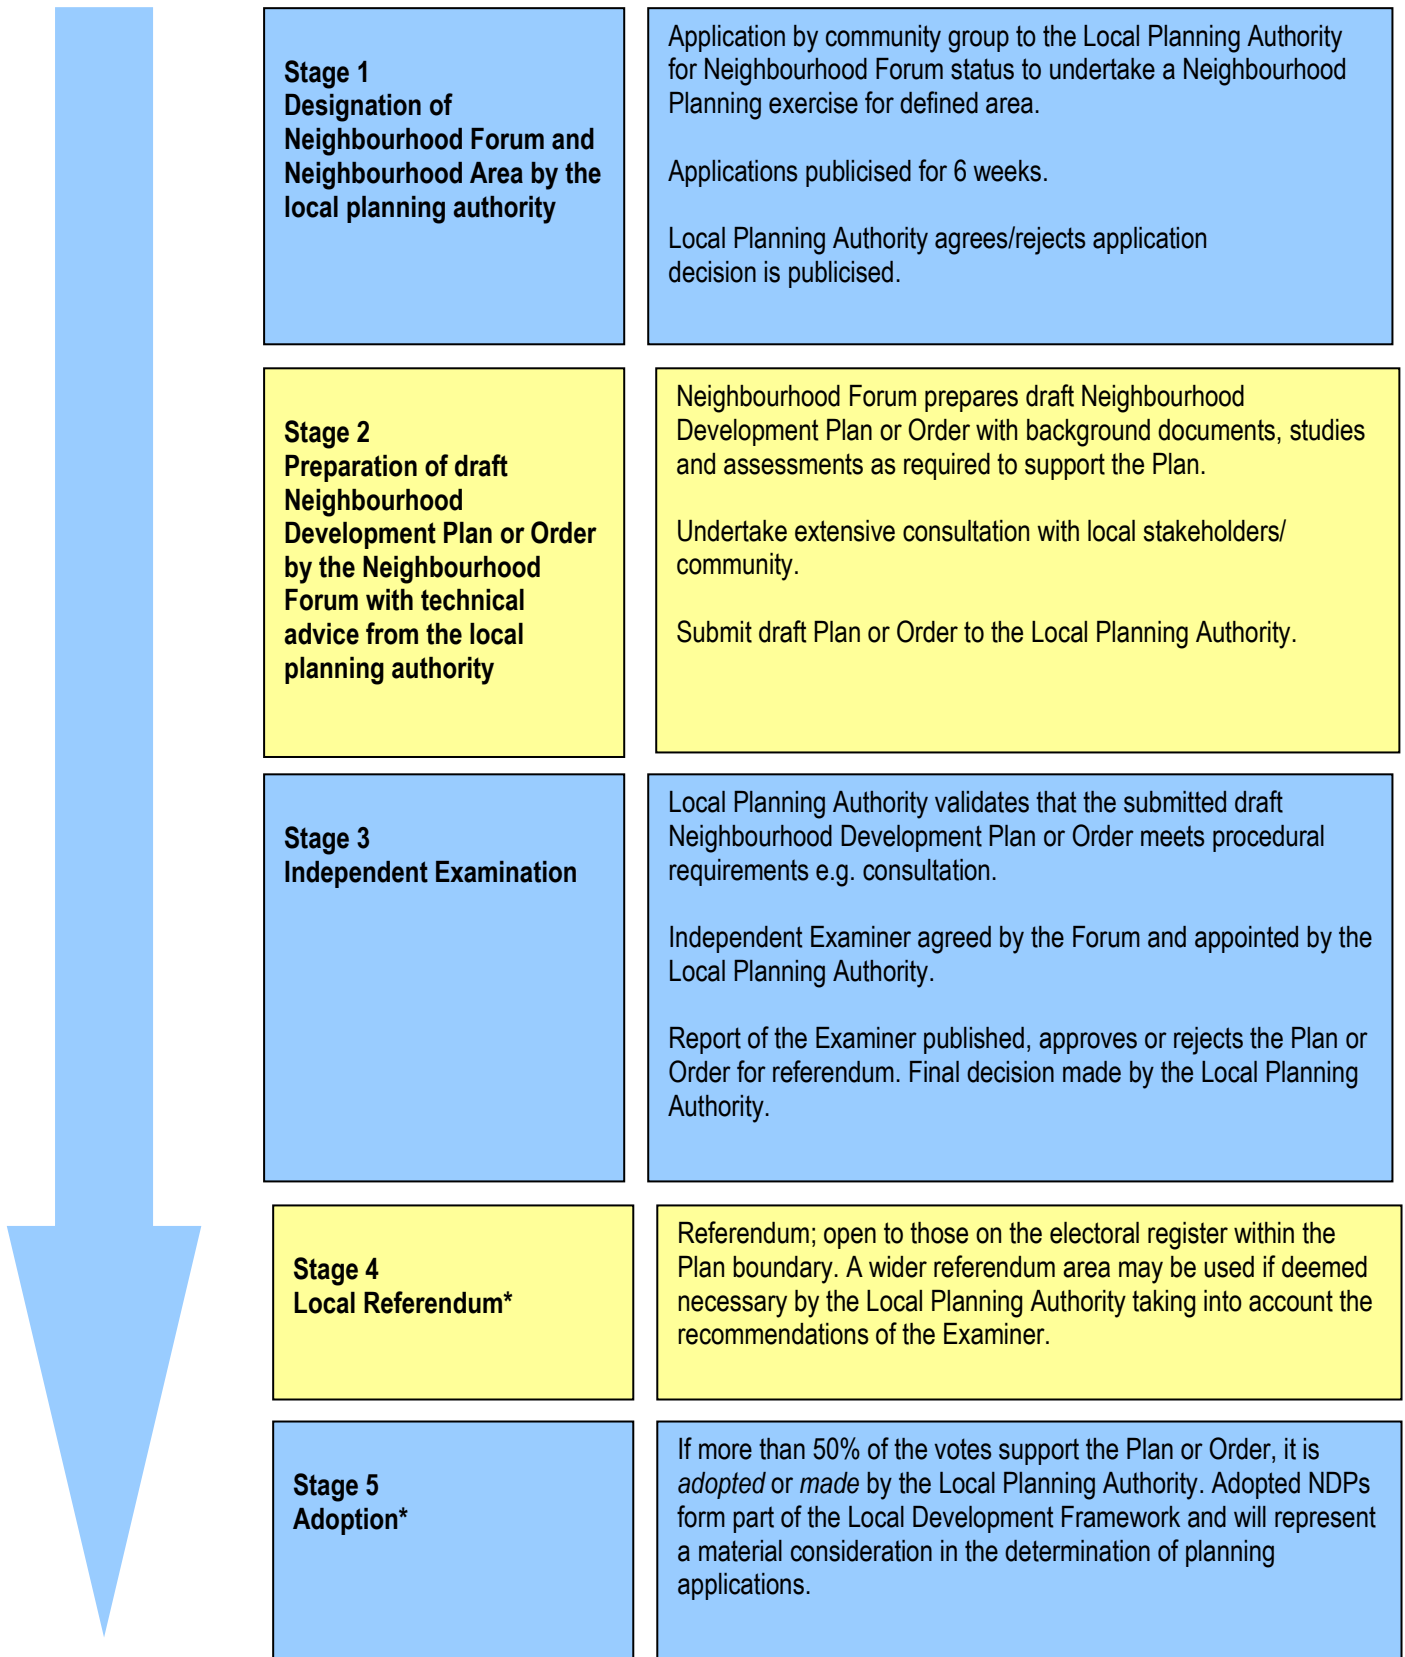 Stage 1
Designation of
Neighbourhood Forum and
Neighbourhood Area by the
local planning authority
Application by community group to the Local Planning Authority
for Neighbourhood Forum status to undertake a Neighbourhood
Planning exercise for defined area.
Applications publicised for 6 weeks.
Local Planning Authority agrees/rejects application
decision is publicised.
Stage 2
Preparation of draft
Neighbourhood
Development Plan or Order
by the Neighbourhood
Forum with technical
advice from the local
planning authority
Neighbourhood Forum prepares draft Neighbourhood
Development Plan or Order with background documents, studies
and assessments as required to support the Plan.
Undertake extensive consultation with local stakeholders/
community.
Submit draft Plan or Order to the Local Planning Authority.
Stage 3
Independent Examination
Local Planning Authority validates that the submitted draft
Neighbourhood Development Plan or Order meets procedural
requirements e.g. consultation.
Independent Examiner agreed by the Forum and appointed by the
Local Planning Authority.
Report of the Examiner published, approves or rejects the Plan or
Order for referendum. Final decision made by the Local Planning
Authority.
Stage 4
Local Referendum*
Referendum; open to those on the electoral register within the
Plan boundary. A wider referendum area may be used if deemed
necessary by the Local Planning Authority taking into account the
recommendations of the Examiner.
Stage 5
Adoption*
If more than 50% of the votes support the Plan or Order, it is
adopted or made by the Local Planning Authority. Adopted NDPs
form part of the Local Development Framework and will represent
a material consideration in the determination of planning
applications.